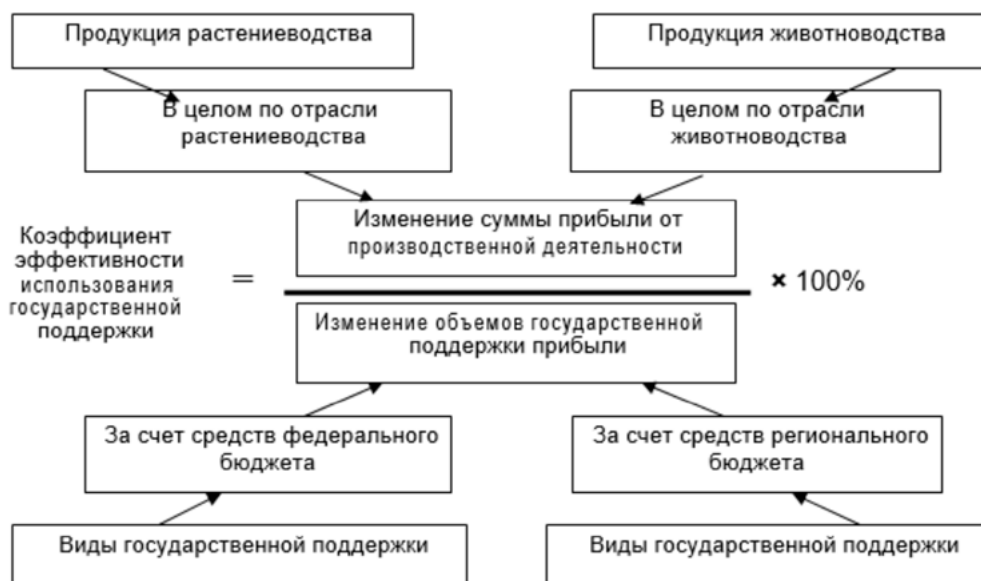 Продукция растениеводства
Продукция животноводства
В целом по отрасли
растениеводства
В целом по отрасли
животноводства
Изменение суммы прибыли от
производственной деятельности
Коэффициент
эффективности
использования
государственной
поддержки
=
× 100%
Изменение объемов государственной
поддержки прибыли
За счет средств федерального
бюджета
За счет средств регионального
бюджета
Виды государственной поддержки
Виды государственной поддержки